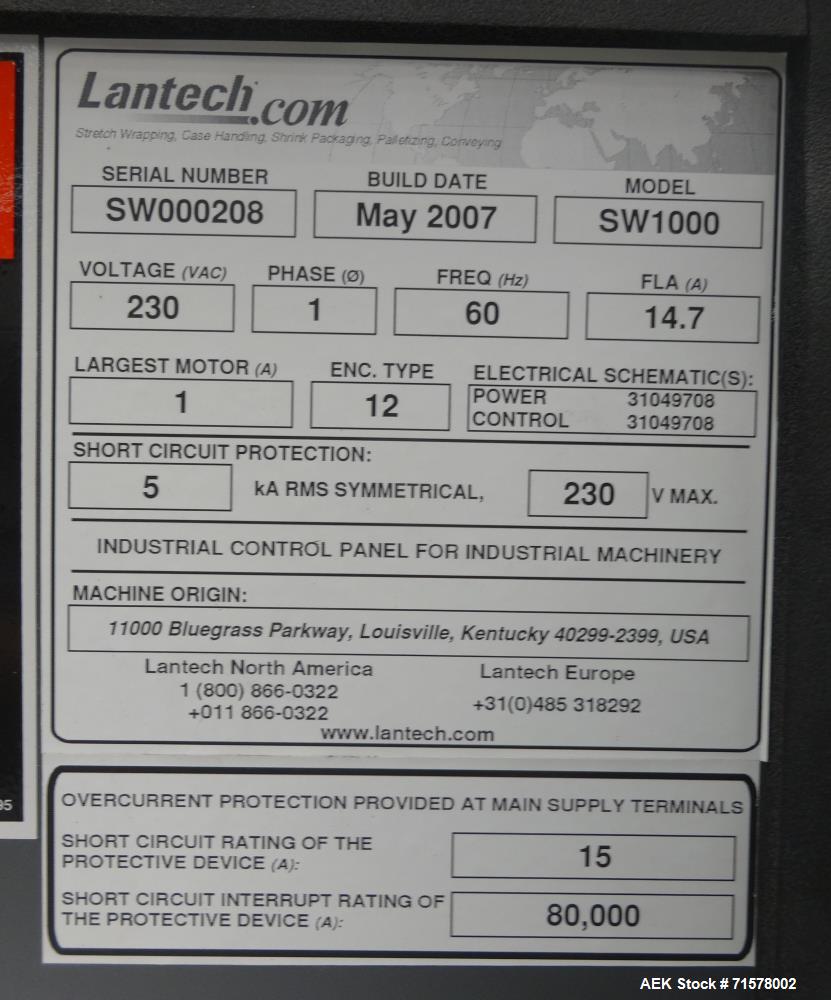 Lantech.com
Stretch Wrapping, Case Handling, Shrink Packaging, Palletizing, Conveying
SERIAL NUMBER BUILD DATE MODEL
SW000208 May 2007 SW1000
VOLTAGE (VAC) PHASE (Ø) FREQ (Hz) FLA (A)
230 1 60 14.7
LARGEST MOTOR (A) ENC. TYPE ELECTRICAL SCHEMATIC(S):
1 12 POWER 31049708
CONTROL 31049708
SHORT CIRCUIT PROTECTION:
5 kA RMS SYMMETRICAL, 230 V MAX.
INDUSTRIAL CONTROL PANEL FOR INDUSTRIAL MACHINERY
MACHINE ORIGIN:
11000 Bluegrass Parkway, Louisville, Kentucky 40299-2399, USA
Lantech North America Lantech Europe
1 (800) 866-0322 +31(0)485 318292
+011 866-0322
www.lantech.com
OVERCURRENT PROTECTION PROVIDED AT MAIN SUPPLY TERMINALS
SHORT CIRCUIT RATING OF THE
PROTECTIVE DEVICE (A): 15
SHORT CIRCUIT INTERRUPT RATING OF
THE PROTECTIVE DEVICE (A): 80,000
95
AEK Stock # 71578002